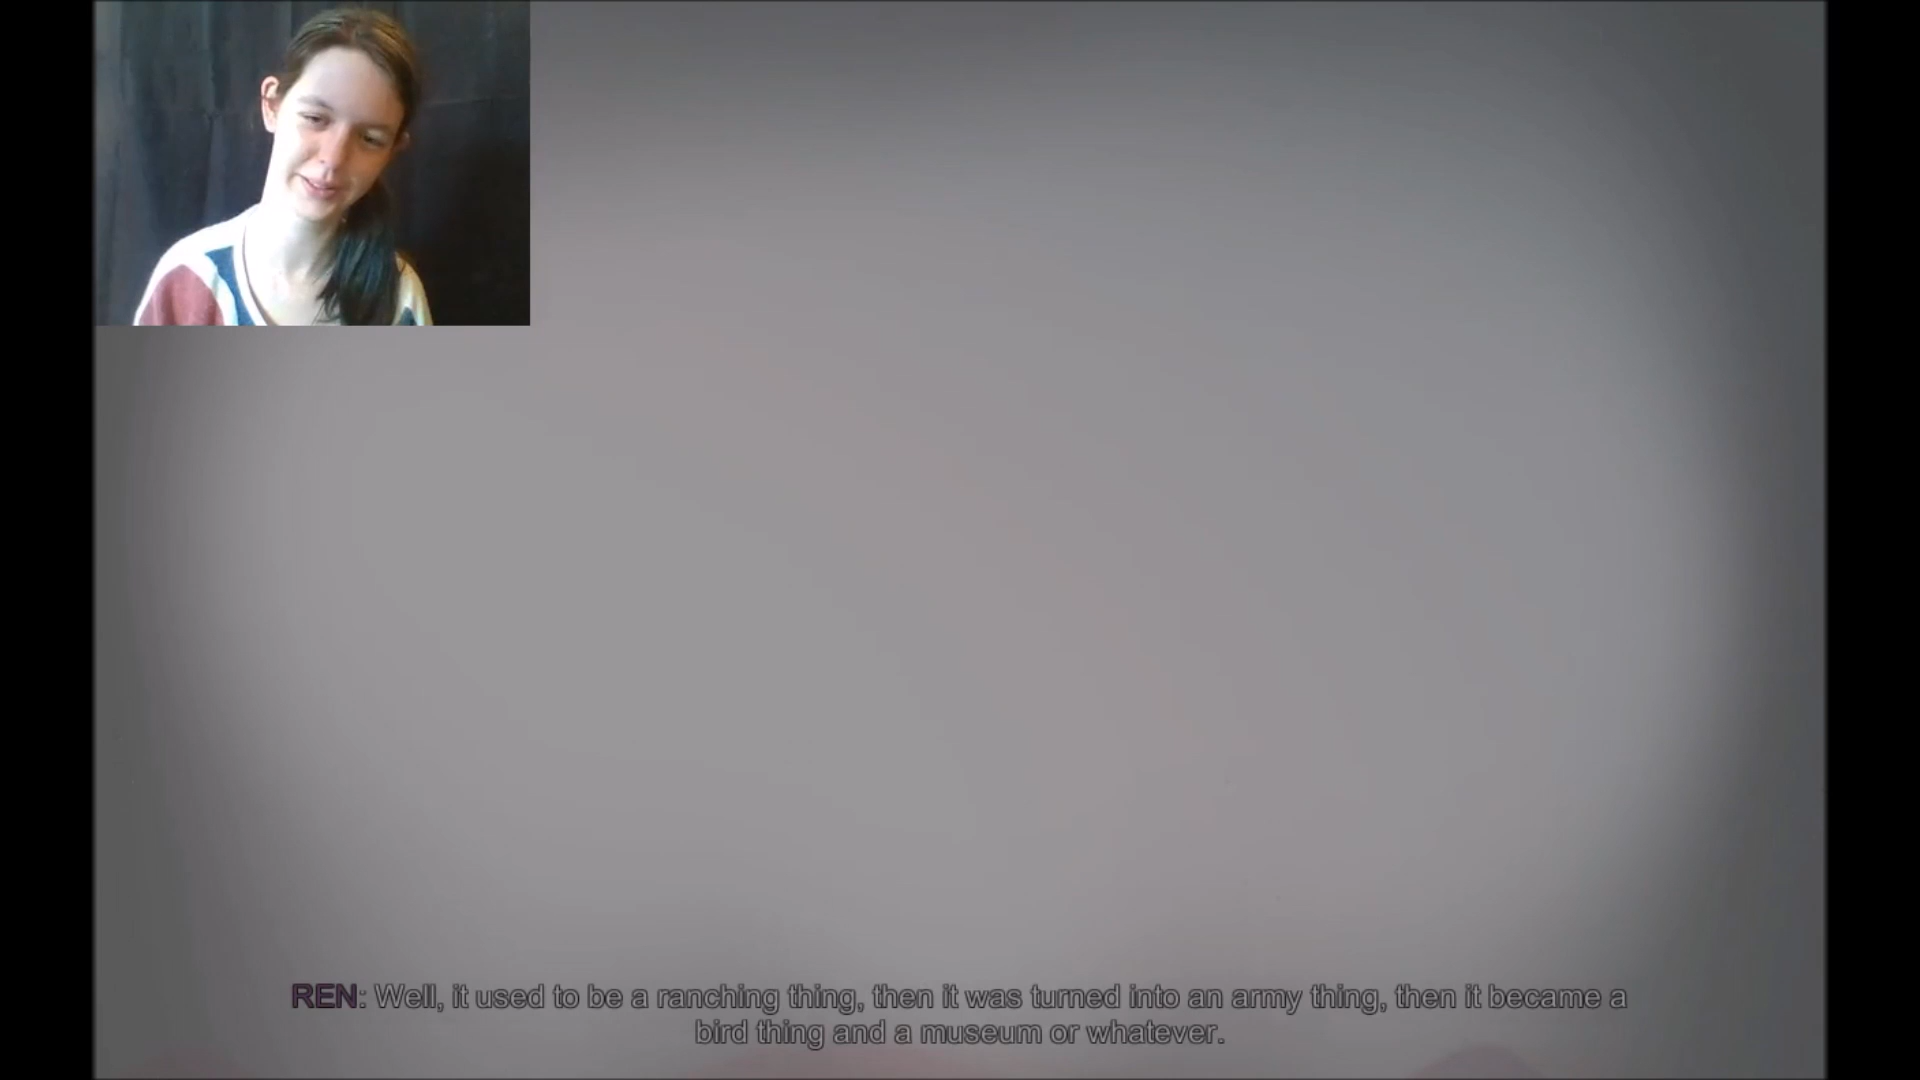 REN: Well, it used to be a ranching thing, then it was turned into an army thing, then it became a
bird thing and a museum or whatever.